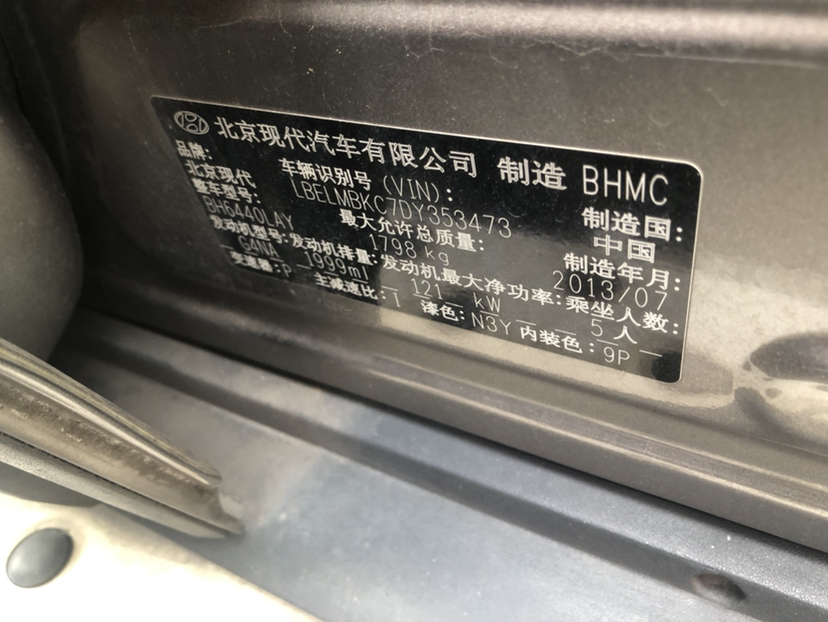 北京现代汽车有限公司 制造 BHMC
品牌: 北京现代 车辆识别号 (VIN): LBELMBKC7DY353473 制造国: 中国
整车型号: BH6440LAY 最大允许总质量: 1798 kg 制造年月: 2013/07
发动机型号: G4NA 发动机排量: 1999ml 发动机最大净功率: 121 kW 乘坐人数: 5 人
变速器: P 主减速比: I 漆色: N3Y 内装色: 9P